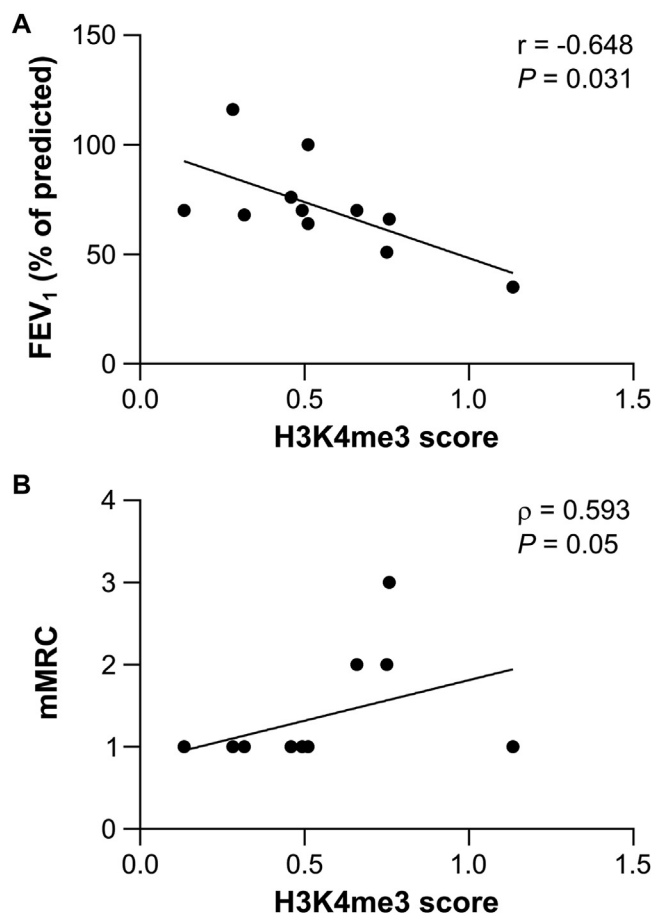 A
150
100
50
0
FEV₁ (% of predicted)
r = -0.648
P = 0.031
0.0 0.5 1.0 1.5
H3K4me3 score
B
4
3
2
1
0
mMRC
ρ = 0.593
P = 0.05
0.0 0.5 1.0 1.5
H3K4me3 score